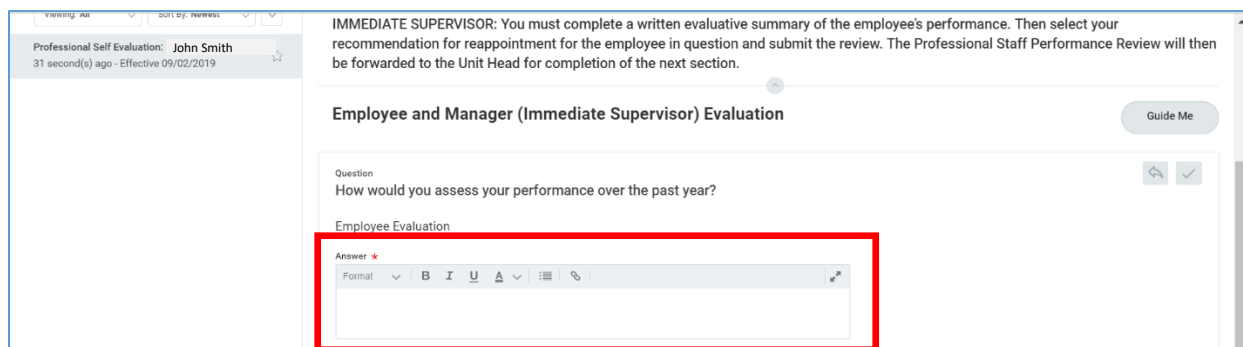 Viewing: All Sort By: Newest
Professional Self Evaluation: John Smith
31 second(s) ago - Effective 09/02/2019
IMMEDIATE SUPERVISOR: You must complete a written evaluative summary of the employee's performance. Then select your
recommendation for reappointment for the employee in question and submit the review. The Professional Staff Performance Review will then
be forwarded to the Unit Head for completion of the next section.
Employee and Manager (Immediate Supervisor) Evaluation
Guide Me
Question
How would you assess your performance over the past year?
Employee Evaluation
Answer *
Format B I U A